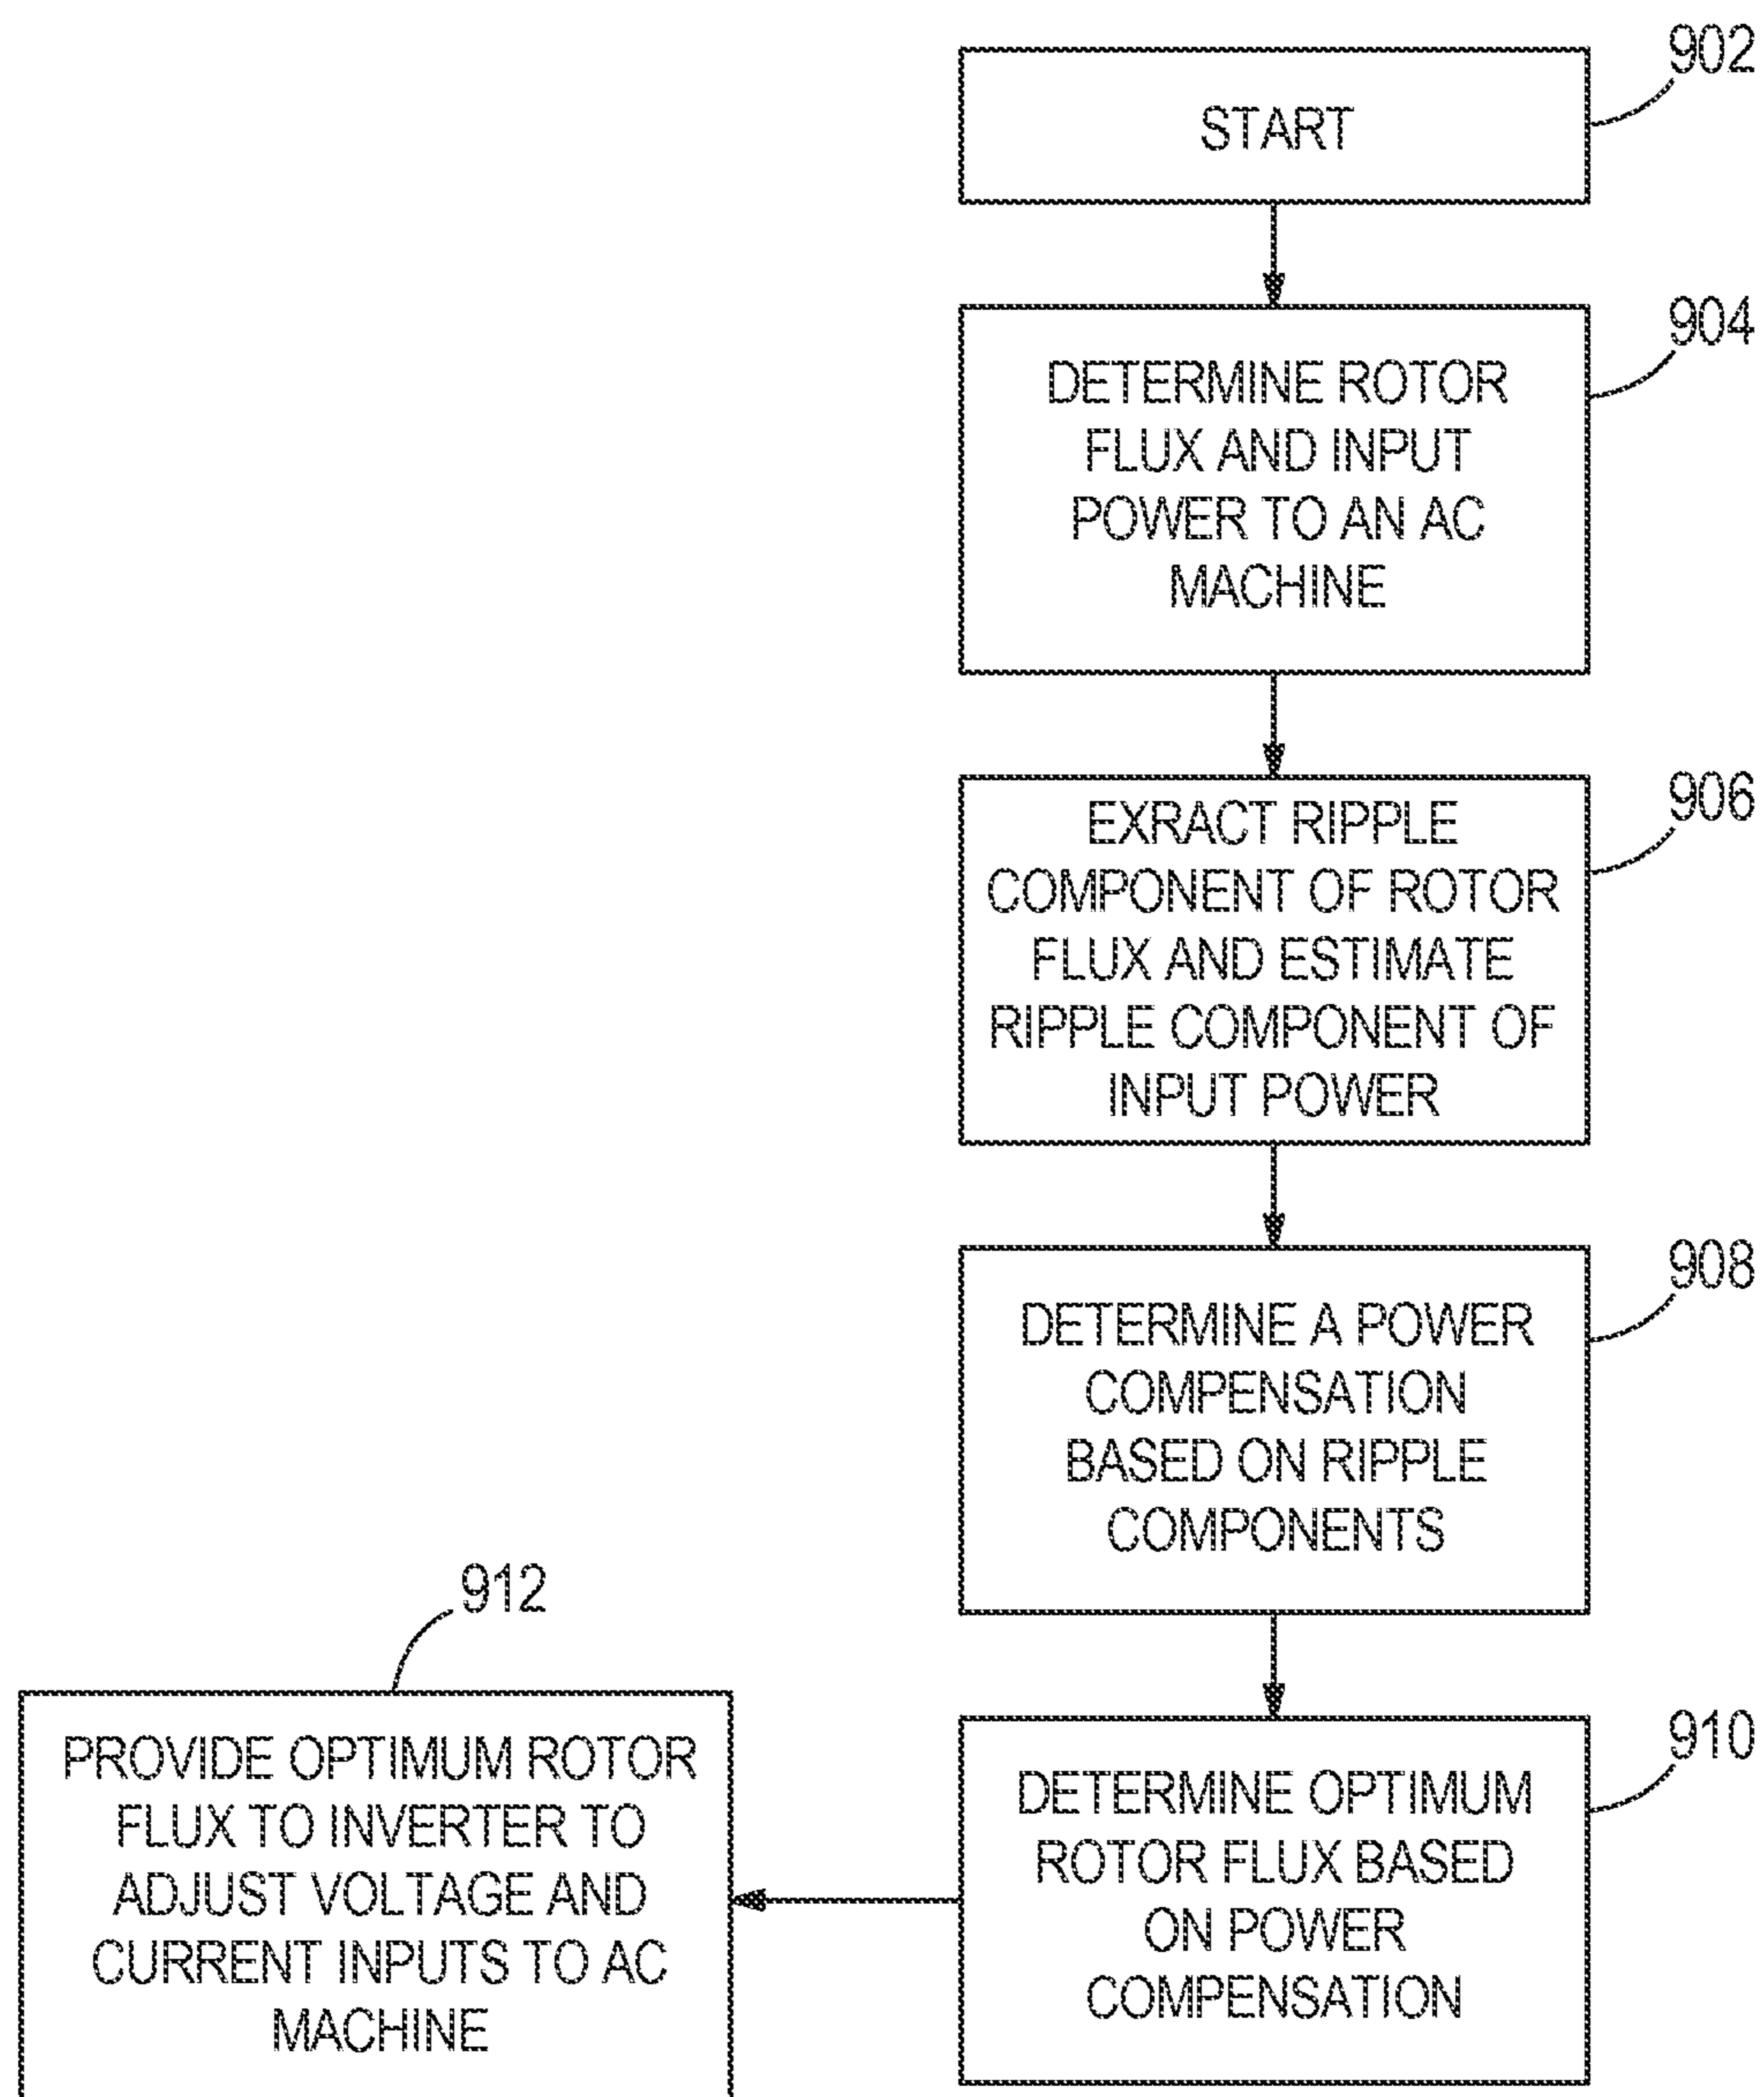 902
START
904
DETERMINE ROTOR
FLUX AND INPUT
POWER TO AN AC
MACHINE
906
EXRACT RIPPLE
COMPONENT OF ROTOR
FLUX AND ESTIMATE
RIPPLE COMPONENT OF
INPUT POWER
908
DETERMINE A POWER
COMPENSATION
BASED ON RIPPLE
COMPONENTS
910
DETERMINE OPTIMUM
ROTOR FLUX BASED
ON POWER
COMPENSATION
912
PROVIDE OPTIMUM ROTOR
FLUX TO INVERTER TO
ADJUST VOLTAGE AND
CURRENT INPUTS TO AC
MACHINE